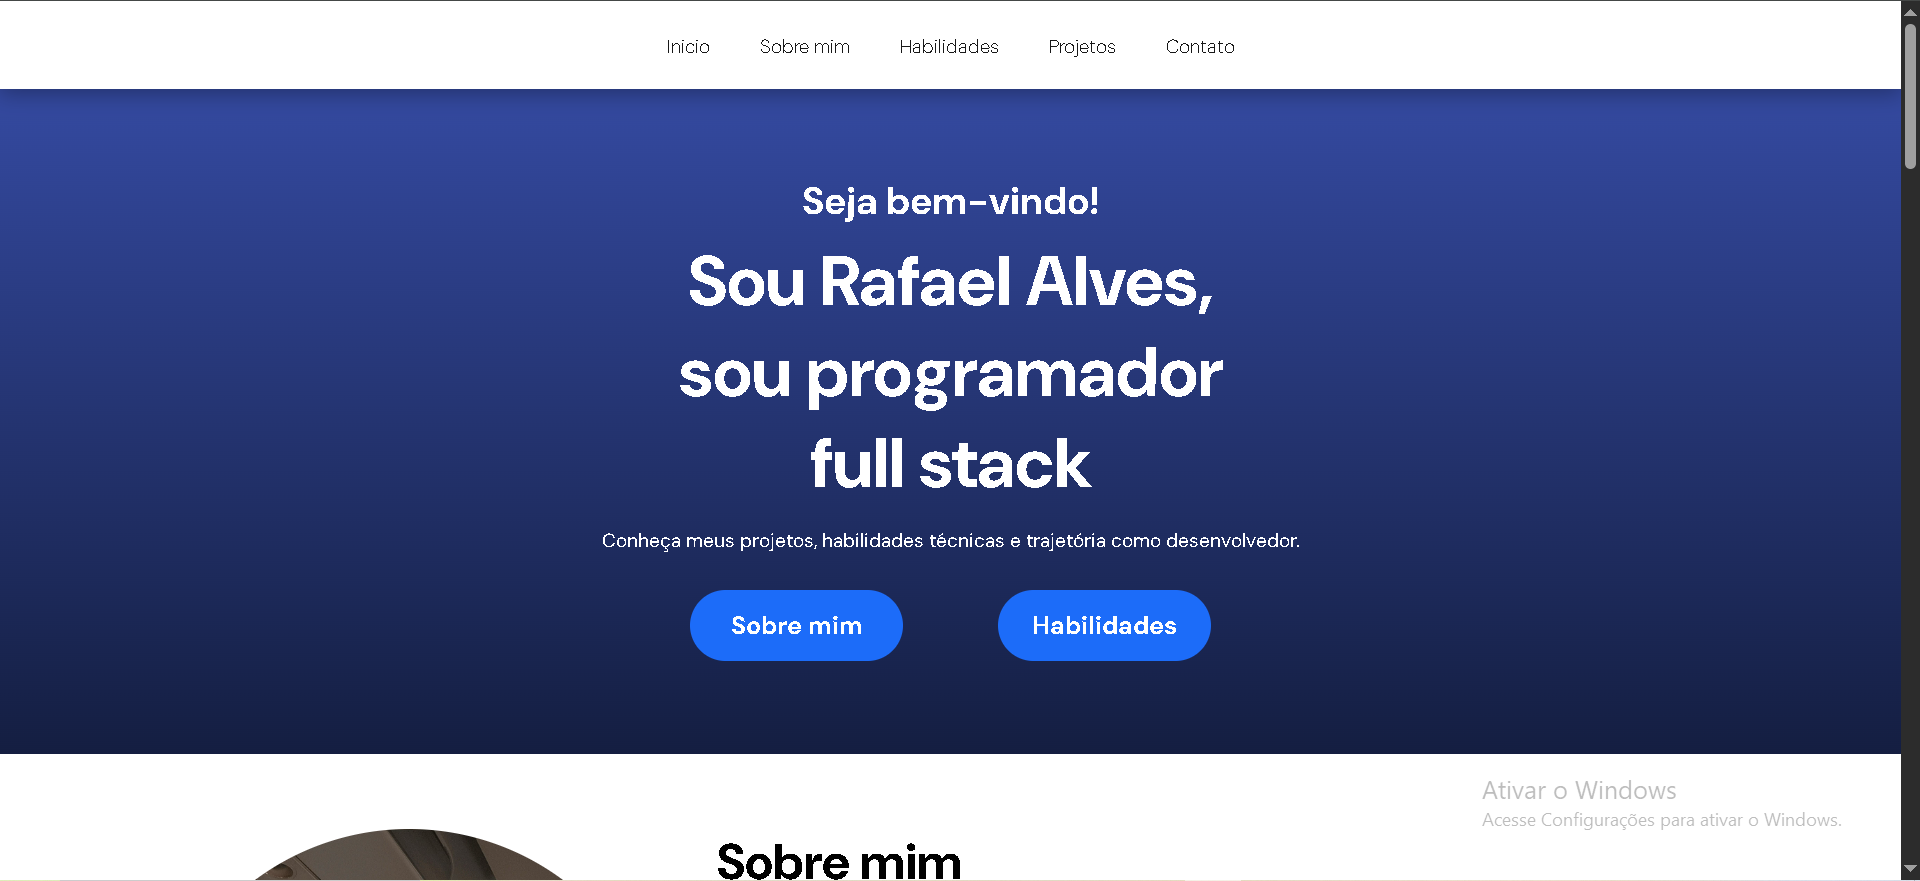 Inicio Sobre mim Habilidades Projetos Contato
Seja bem-vindo!
Sou Rafael Alves,
sou programador
full stack
Conheça meus projetos, habilidades técnicas e trajetória como desenvolvedor.
Sobre mim Habilidades
Ativar o Windows
Acesse Configurações para ativar o Windows.
Sobre mim